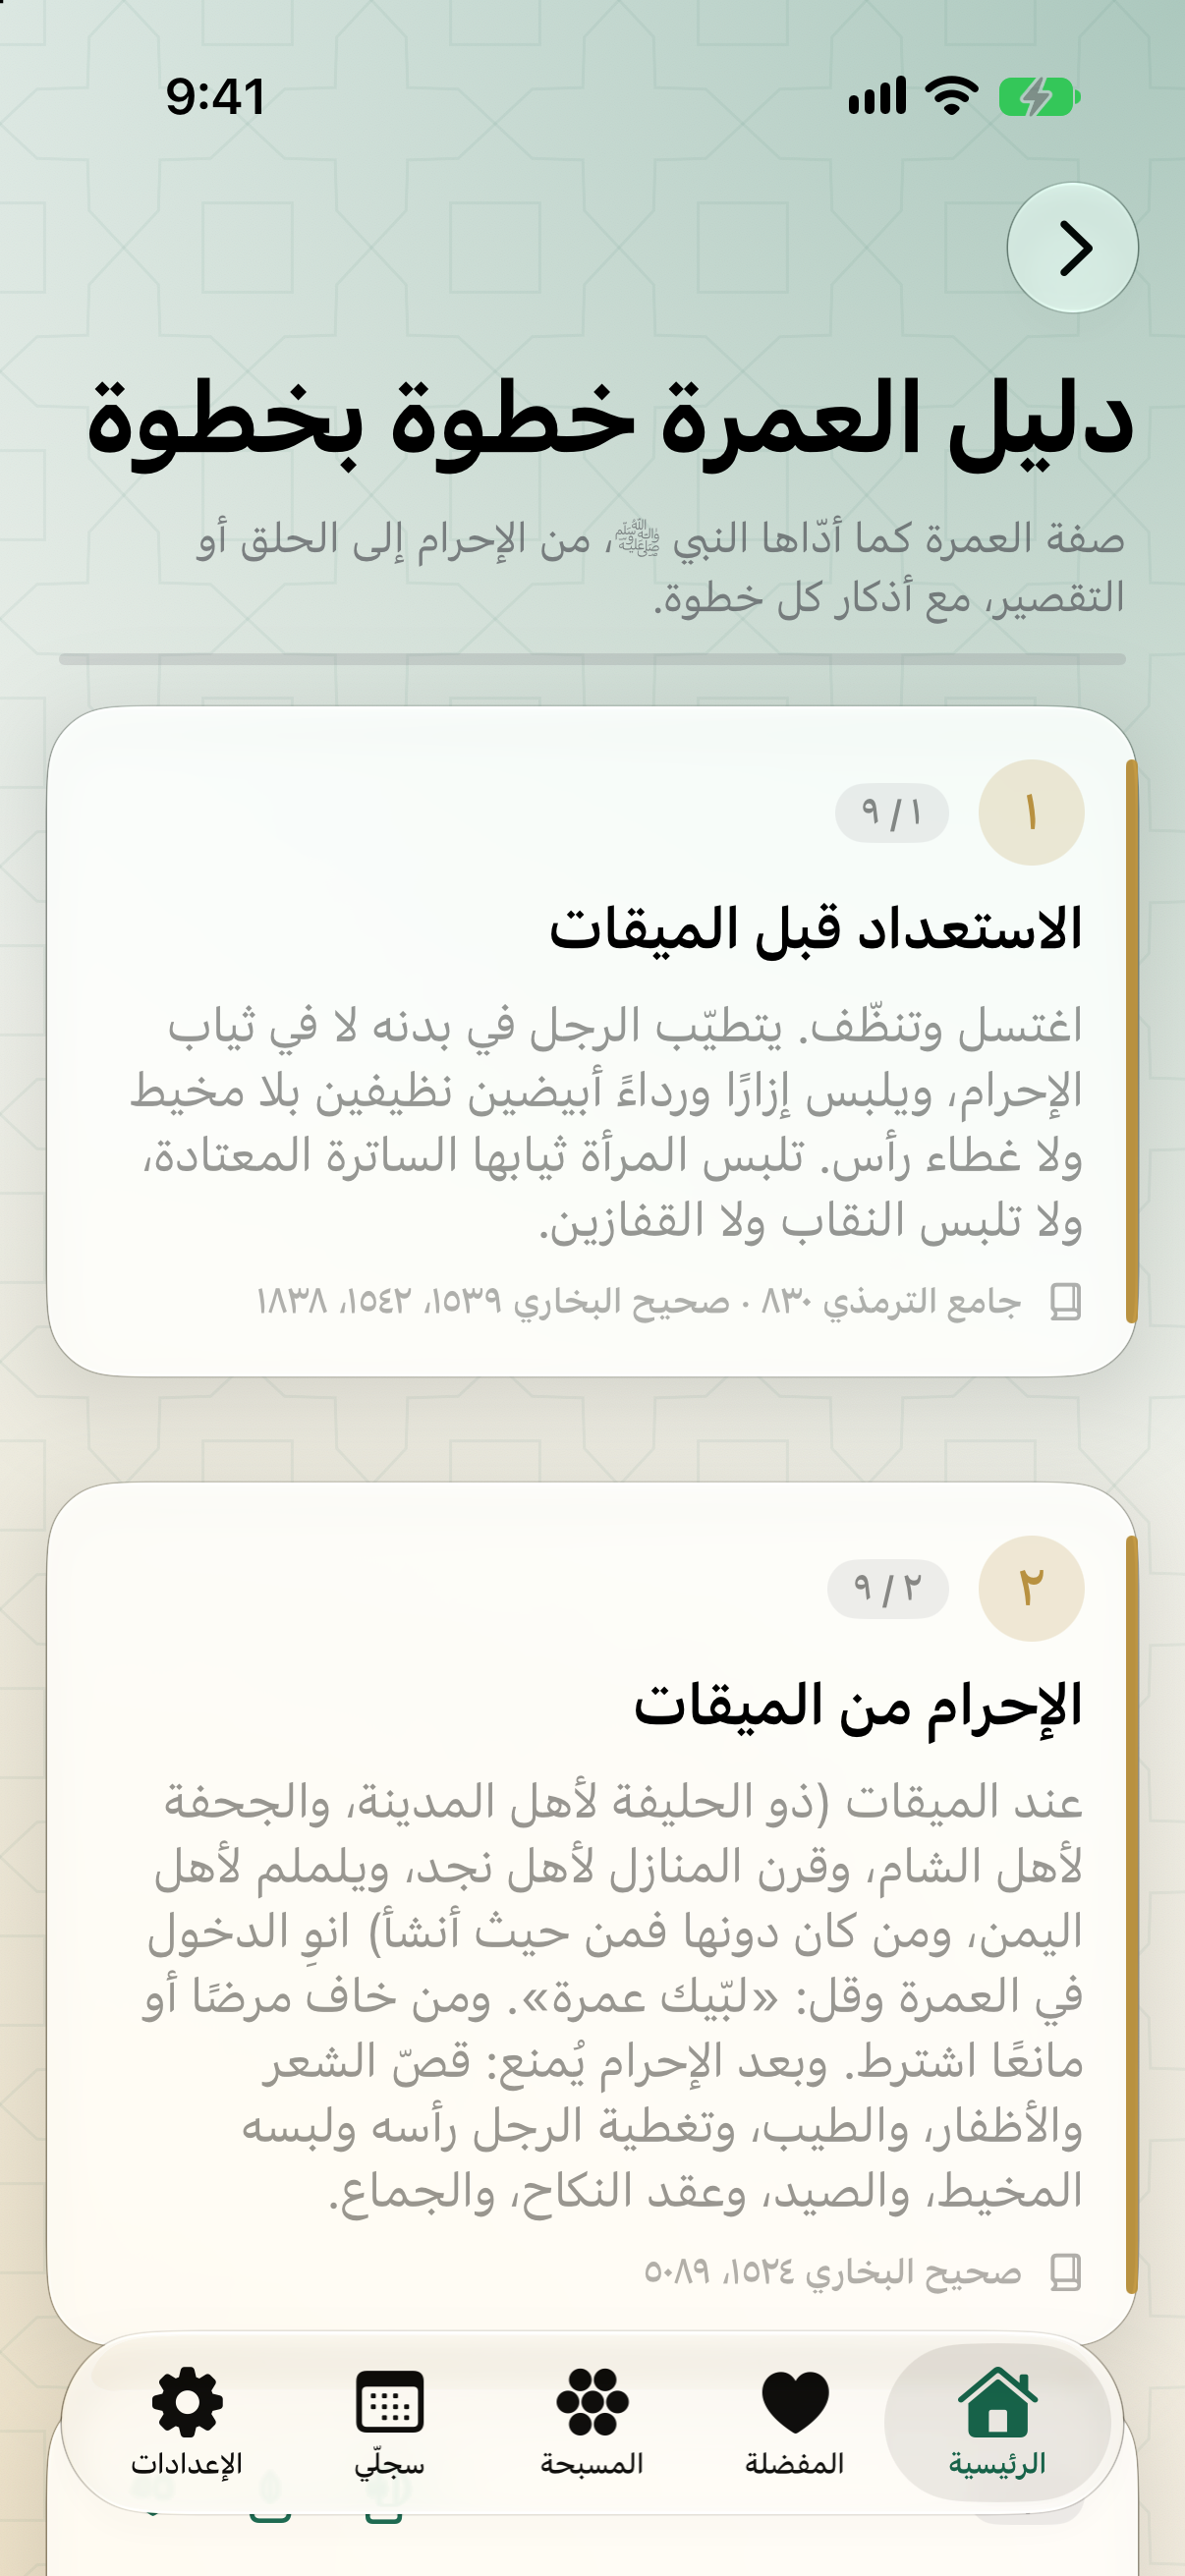 9:41
دليل العمرة خطوة بخطوة
صفة العمرة كما أدّاها النبي ﷺ، من الإحرام إلى الحلق أو
التقصير، مع أذكار كل خطوة.
١
١ / ٩
الاستعداد قبل الميقات
اغتسل وتنظّف. يتطيّب الرجل في بدنه لا في ثياب
الإحرام، ويلبس إزارًا ورداءً أبيضين نظيفين بلا مخيط
ولا غطاء رأس. تلبس المرأة ثيابها الساترة المعتادة،
ولا تلبس النقاب ولا القفازين.
جامع الترمذي ٨٣٠ · صحيح البخاري ١٥٣٩، ١٥٤٢، ١٨٣٨
٢
٢ / ٩
الإحرام من الميقات
عند الميقات (ذو الحليفة لأهل المدينة، والجحفة
لأهل الشام، وقرن المنازل لأهل نجد، ويلملم لأهل
اليمن، ومن كان دونها فمن حيث أنشأ) انوِ الدخول
في العمرة وقل: «لبّيك عمرة». ومن خاف مرضًا أو
مانعًا اشترط. وبعد الإحرام يُمنع: قصّ الشعر
والأظفار، والطيب، وتغطية الرجل رأسه ولبسه
المخيط، والصيد، وعقد النكاح، والجماع.
صحيح البخاري ١٥٢٤، ٥٠٨٩
الرئيسية
المفضلة
المسبحة
سجلّي
الإعدادات